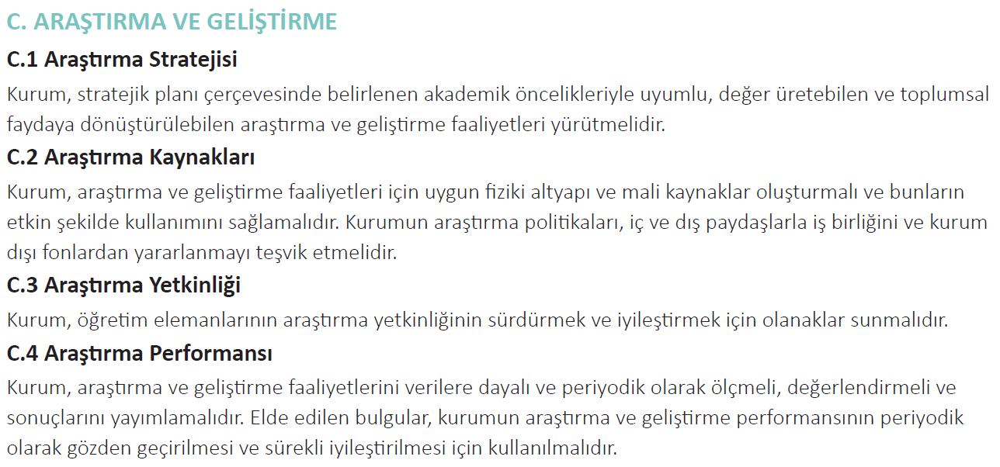 C. ARAŞTIRMA VE GELİŞTİRME
C.1 Araştırma Stratejisi
Kurum, stratejik planı çerçevesinde belirlenen akademik öncelikleriyle uyumlu, değer üretebilen ve toplumsal
faydaya dönüştürülebilen araştırma ve geliştirme faaliyetleri yürütmelidir.
C.2 Araştırma Kaynakları
Kurum, araştırma ve geliştirme faaliyetleri için uygun fiziki altyapı ve mali kaynaklar oluşturmalı ve bunların
etkin şekilde kullanımını sağlamalıdır. Kurumun araştırma politikaları, iç ve dış paydaşlarla iş birliğini ve kurum
dışı fonlardan yararlanmayı teşvik etmelidir.
C.3 Araştırma Yetkinliği
Kurum, öğretim elemanlarının araştırma yetkinliğinin sürdürmek ve iyileştirmek için olanaklar sunmalıdır.
C.4 Araştırma Performansı
Kurum, araştırma ve geliştirme faaliyetlerini verilere dayalı ve periyodik olarak ölçmeli, değerlendirmeli ve
sonuçlarını yayımlamalıdır. Elde edilen bulgular, kurumun araştırma ve geliştirme performansının periyodik
olarak gözden geçirilmesi ve sürekli iyileştirilmesi için kullanılmalıdır.